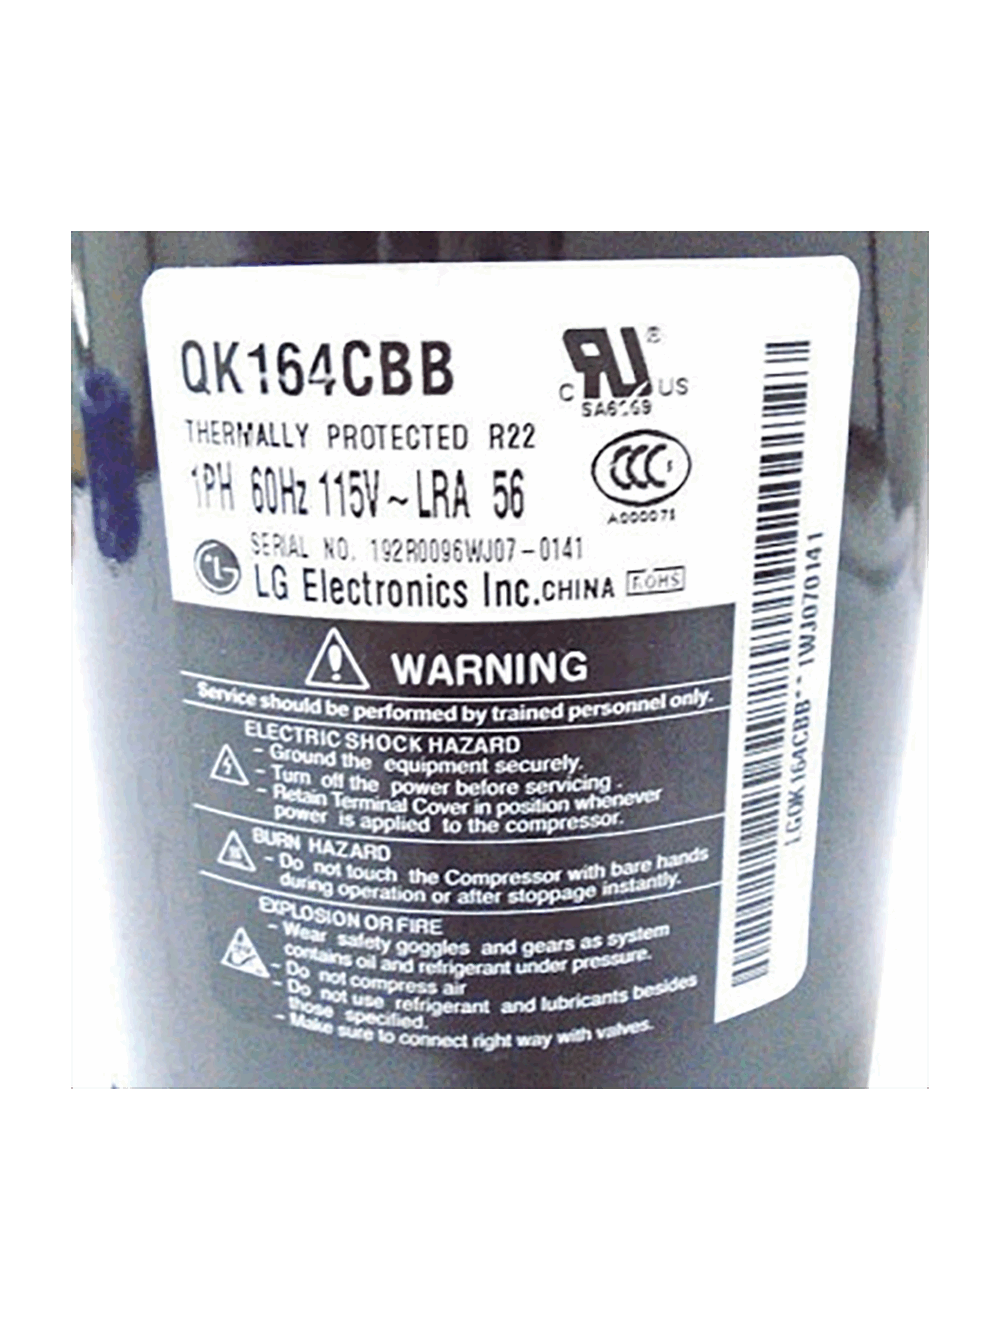 QK164CBB
THERMALLY PROTECTED R22
1PH 60Hz 115V~LRA 56
SERIAL NO. 192R0096WJ07-0141
LG Electronics Inc. CHINA ROHS
C US
®
CCC
LG
WARNING
Service should be performed by trained personnel only.
ELECTRIC SHOCK HAZARD
- Ground the equipment securely.
- Turn off the power before servicing.
- Retain Terminal Cover in position whenever
power is applied to the compressor.
BURN HAZARD
- Do not touch the Compressor with bare hands
during operation or after stoppage instantly.
EXPLOSION OR FIRE
- Wear safety goggles and gears as system
contains oil and refrigerant under pressure.
- Do not compress air
- Do not use refrigerant and lubricants besides
those specified.
- Make sure to connect right way with valves.
LGQK164CBB** TWJ070141